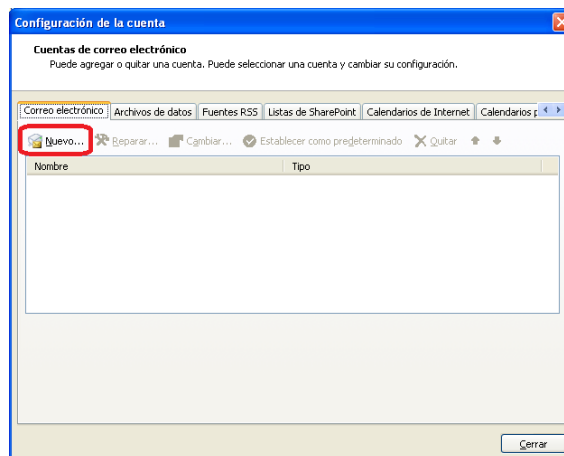 Configuración de la cuenta
Cuentas de correo electrónico
Puede agregar o quitar una cuenta. Puede seleccionar una cuenta y cambiar su configuración.
Correo electrónico Archivos de datos Fuentes RSS Listas de SharePoint Calendarios de Internet Calendarios p
Nuevo... Reparar... Cambiar... Establecer como predeterminado Quitar
Nombre Tipo
Cerrar